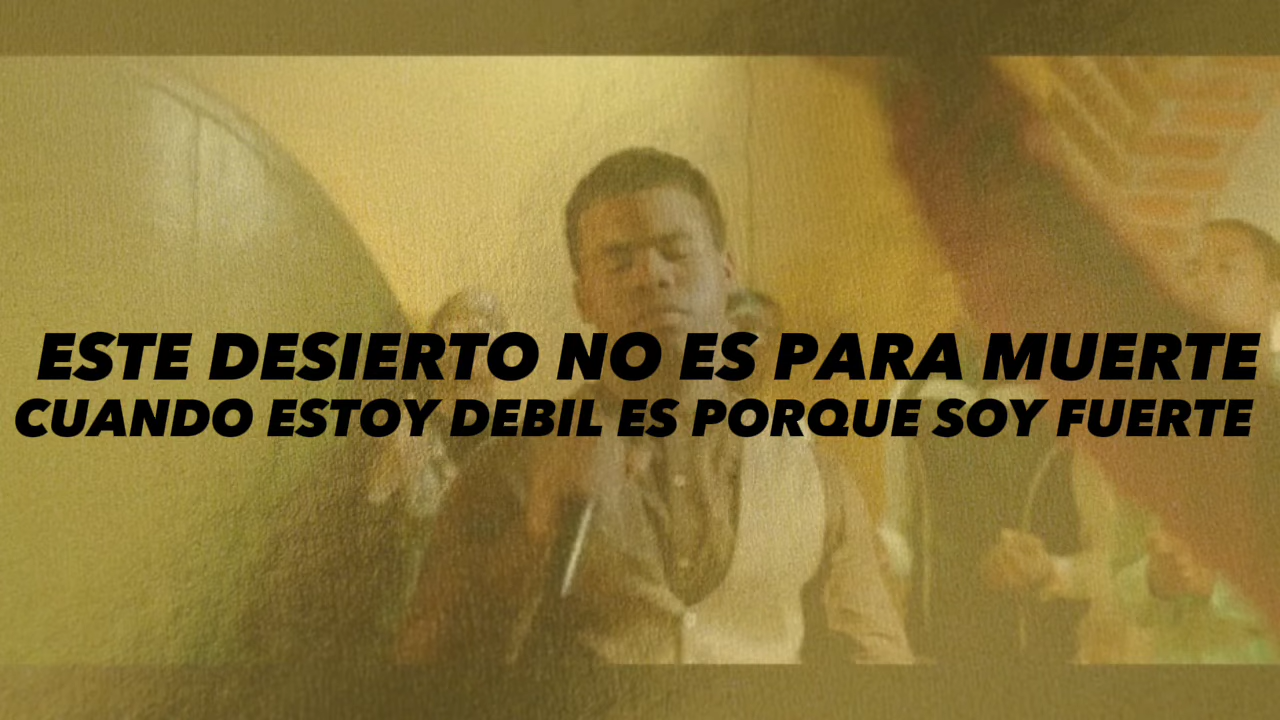 ESTE DESIERTO NO ES PARA MUERTE
CUANDO ESTOY DEBIL ES PORQUE SOY FUERTE